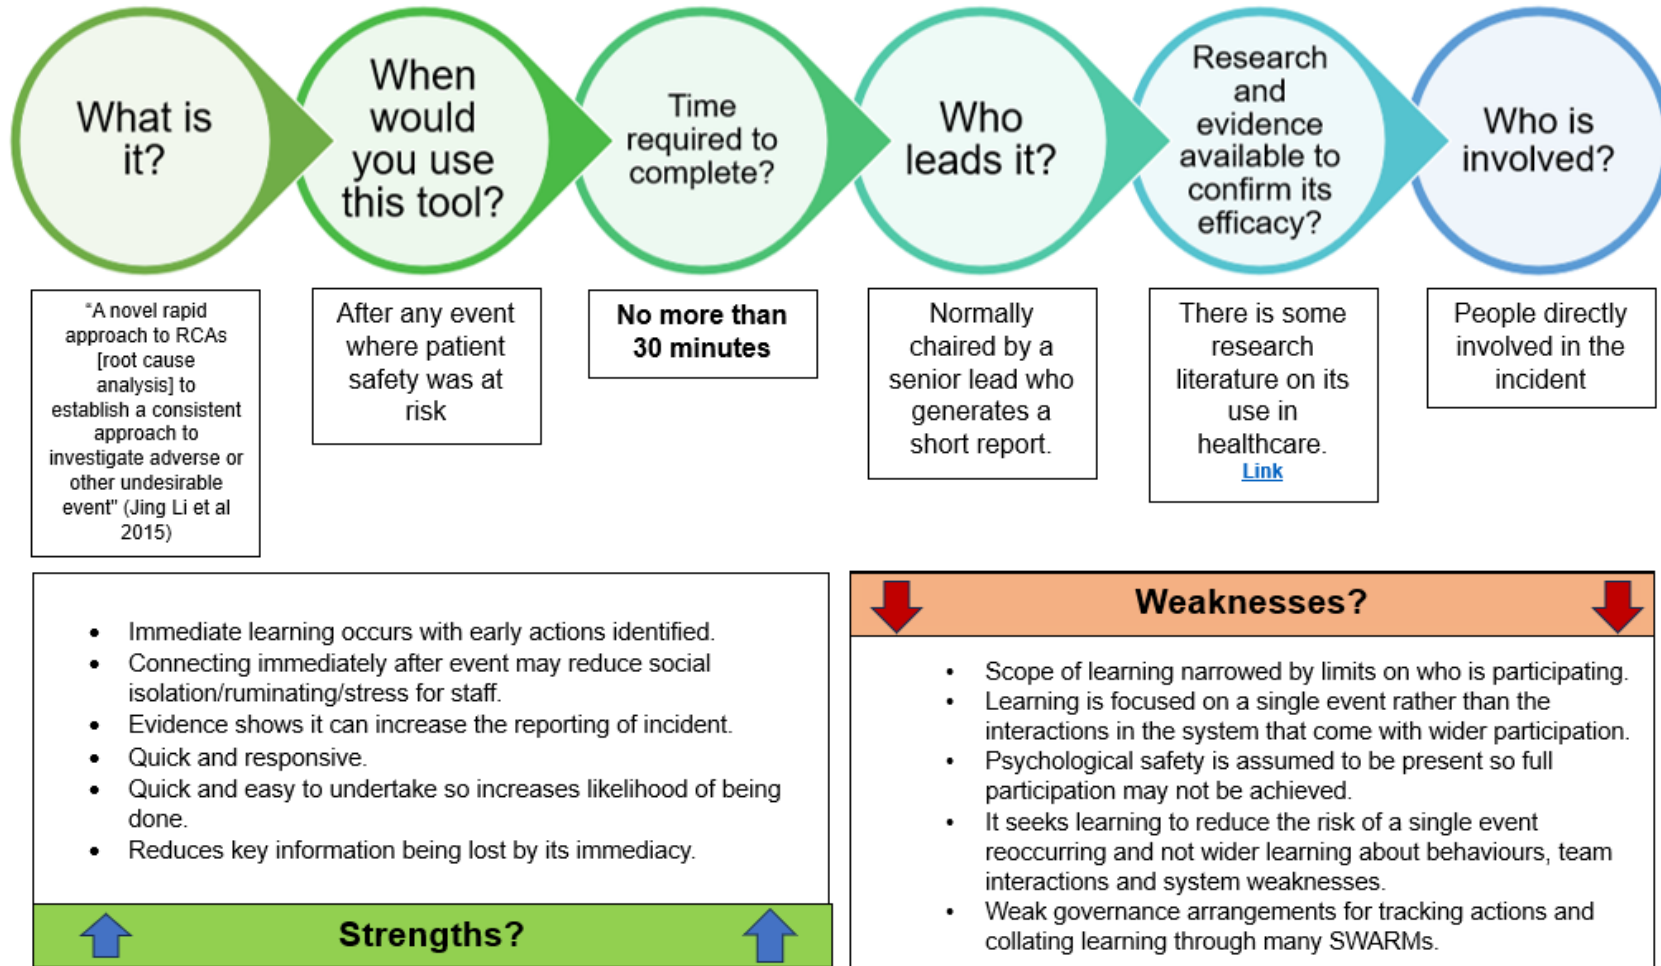 What is
it?
When
would
you use
this tool?
Time
required to
complete?
Who
leads it?
Research
and
evidence
available to
confirm its
efficacy?
Who is
involved?
“A novel rapid
approach to RCAs
[root cause
analysis] to
establish a consistent
approach to
investigate adverse or
other undesirable
event" (Jing Li et al
2015)
After any event
where patient
safety was at
risk
No more than
30 minutes
Normally
chaired by a
senior lead who
generates a
short report.
There is some
research
literature on its
use in
healthcare.
Link
People directly
involved in the
incident
• Immediate learning occurs with early actions identified.
• Connecting immediately after event may reduce social
isolation/ruminating/stress for staff.
• Evidence shows it can increase the reporting of incident.
• Quick and responsive.
• Quick and easy to undertake so increases likelihood of being
done.
• Reduces key information being lost by its immediacy.
Strengths?
Weaknesses?
• Scope of learning narrowed by limits on who is participating.
• Learning is focused on a single event rather than the
interactions in the system that come with wider participation.
• Psychological safety is assumed to be present so full
participation may not be achieved.
• It seeks learning to reduce the risk of a single event
reoccurring and not wider learning about behaviours, team
interactions and system weaknesses.
• Weak governance arrangements for tracking actions and
collating learning through many SWARMs.